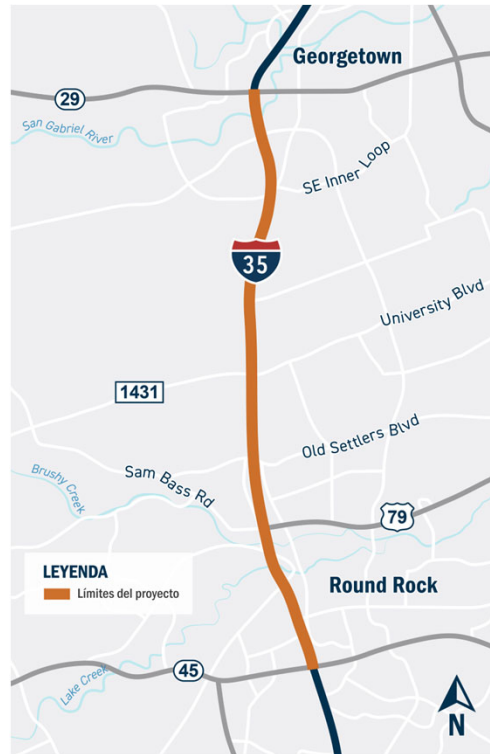 Georgetown
29
San Gabriel River
SE Inner Loop
35
University Blvd
1431
Old Settlers Blvd
Sam Bass Rd
Brushy Creek
79
LEYENDA
Límites del proyecto
Round Rock
45
Lake Creek
N